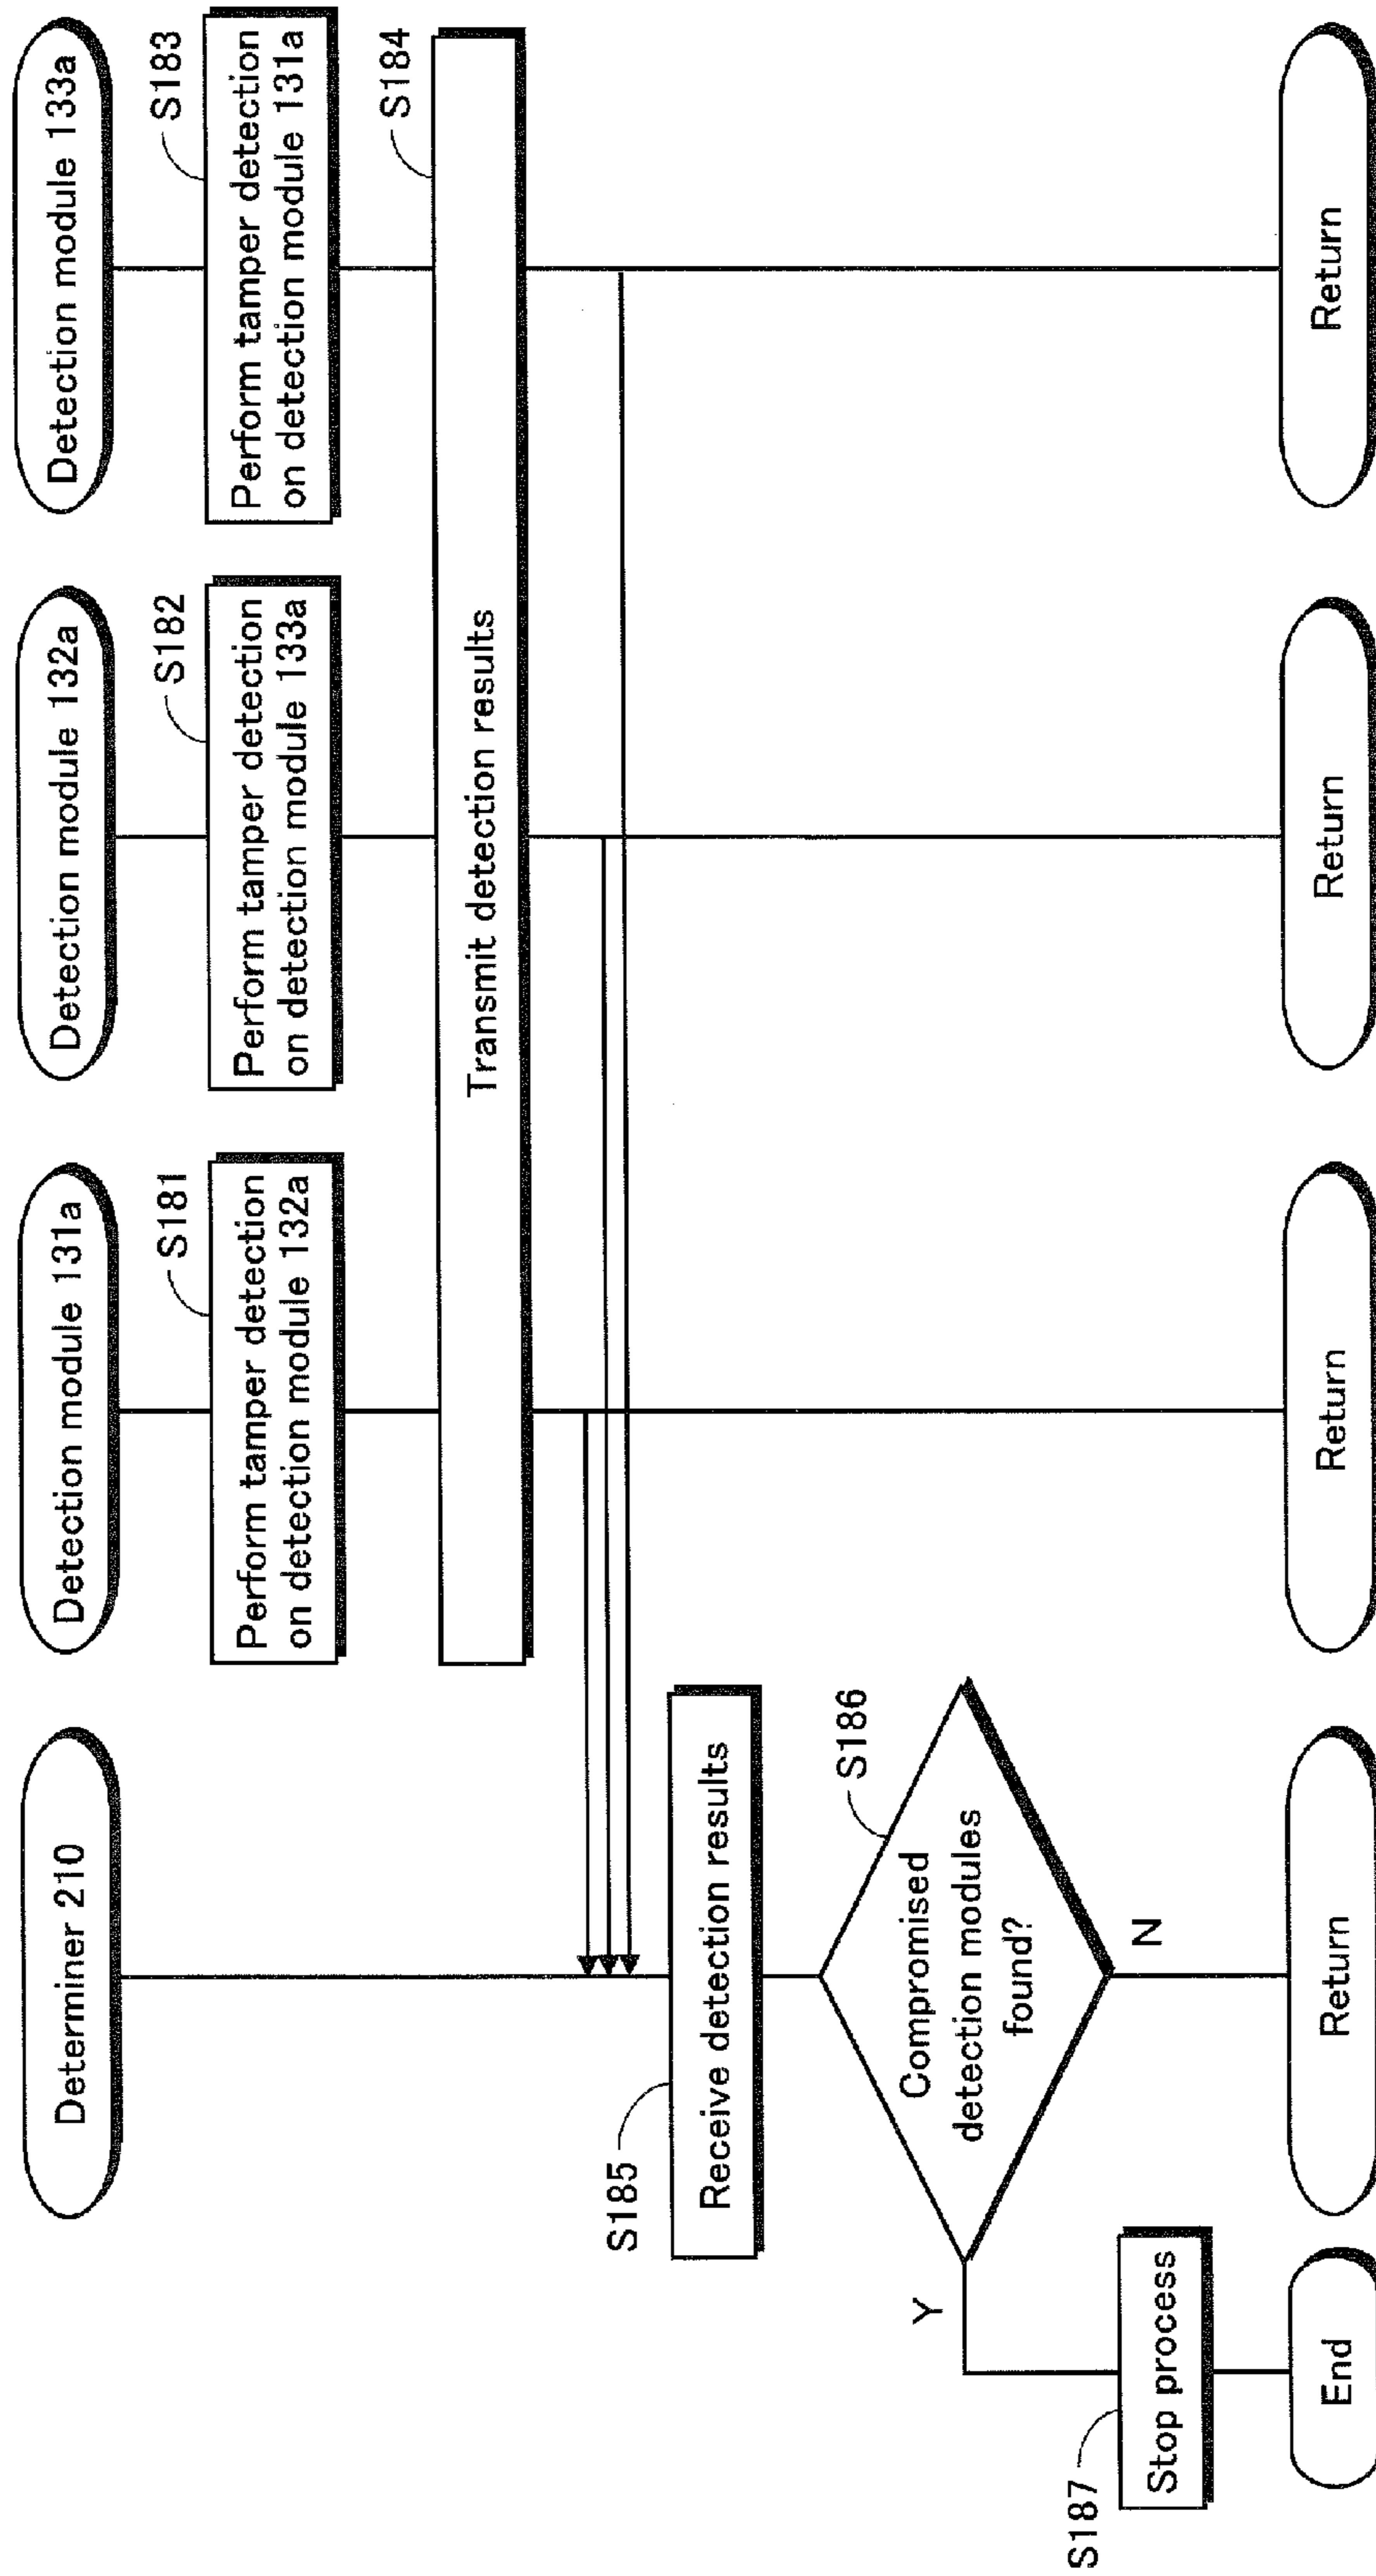 Determiner 210
Detection module 131a
Detection module 132a
Detection module 133a
S181
Perform tamper detection
on detection module 132a
S182
Perform tamper detection
on detection module 133a
S183
Perform tamper detection
on detection module 131a
S184
Transmit detection results
S185
Receive detection results
S186
Compromised
detection modules
found?
Y
N
S187
Stop process
End
Return
Return
Return
Return